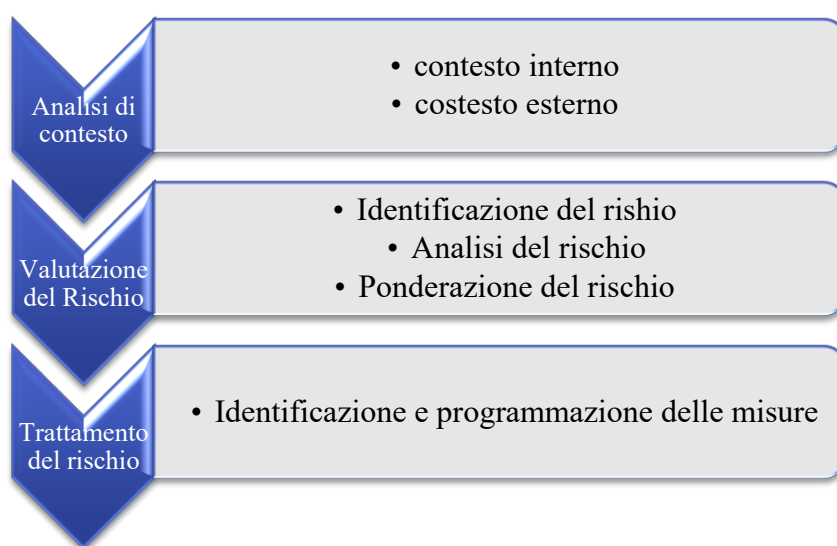 Analisi di
contesto
• contesto interno
• costesto esterno
Valutazione
del Rischio
• Identificazione del rishio
• Analisi del rischio
• Ponderazione del rischio
Trattamento
del rischio
• Identificazione e programmazione delle misure